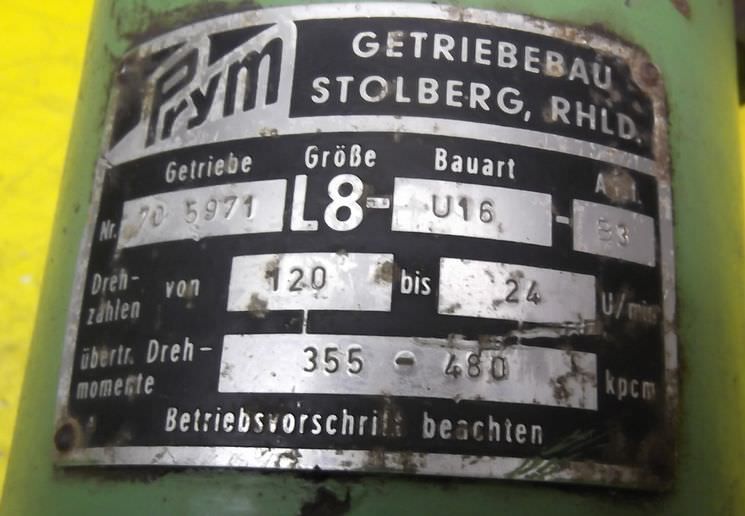 Prym
GETRIEBEBAU
STOLBERG, RHLD.
Getriebe Größe Bauart
Nr. 70 5971 L8- U16 - B3
Dreh- von 120 bis 24 U/min
zahlen
übertr. Dreh- 355 - 480 kpcm
momente
Betriebsvorschrift beachten